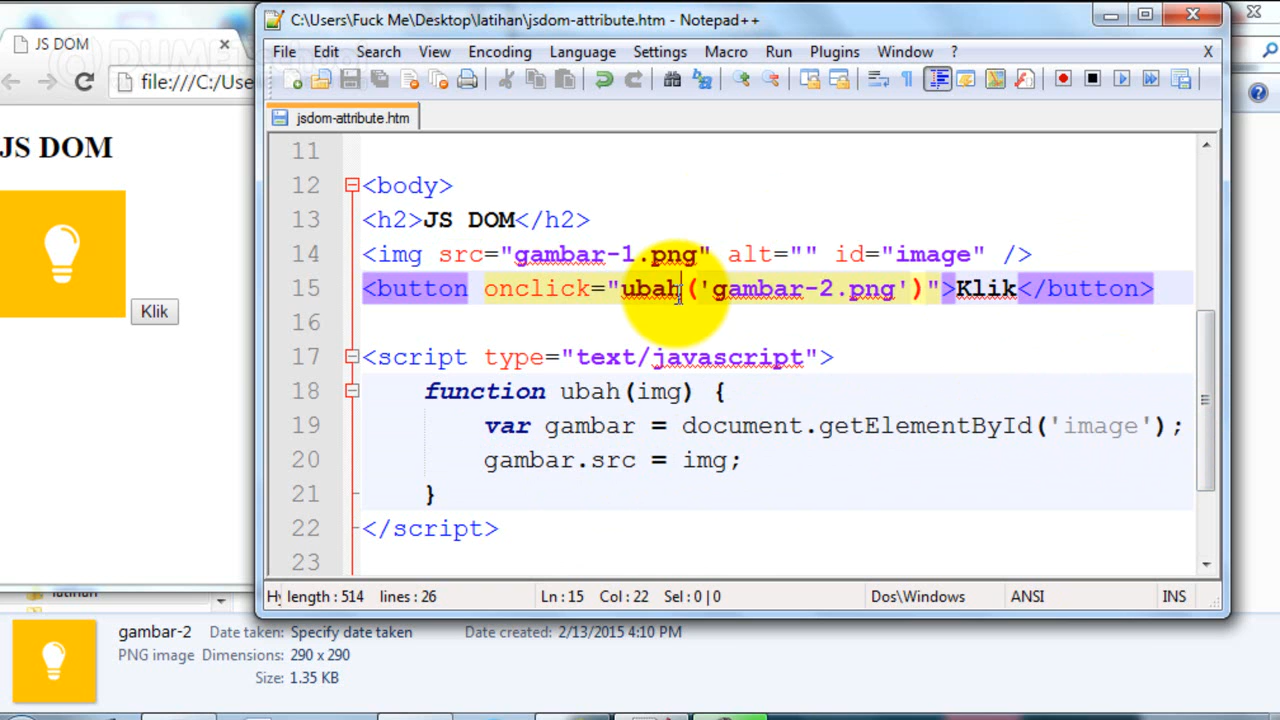 C:\Users\Fuck Me\Desktop\latihan\jsdom-attribute.htm - Notepad++
JS DOM
File Edit Search View Encoding Language Settings Macro Run Plugins Window ? X
file:///C:/Use
jsdom-attribute.htm
JS DOM
Klik
11
12 <body>
13 <h2>JS DOM</h2>
14 <img src="gambar-1.png" alt="" id="image" />
15 <button onclick="ubah('gambar-2.png')">Klik</button>
16
17 <script type="text/javascript">
18 function ubah(img) {
19 var gambar = document.getElementById('image');
20 gambar.src = img;
21 }
22 </script>
23
Hy length : 514 lines : 26 Ln : 15 Col : 22 Sel : 0 | 0 Dos\Windows ANSI INS
latihan
gambar-2 Date taken: Specify date taken Date created: 2/13/2015 4:10 PM
PNG image Dimensions: 290 x 290
Size: 1.35 KB